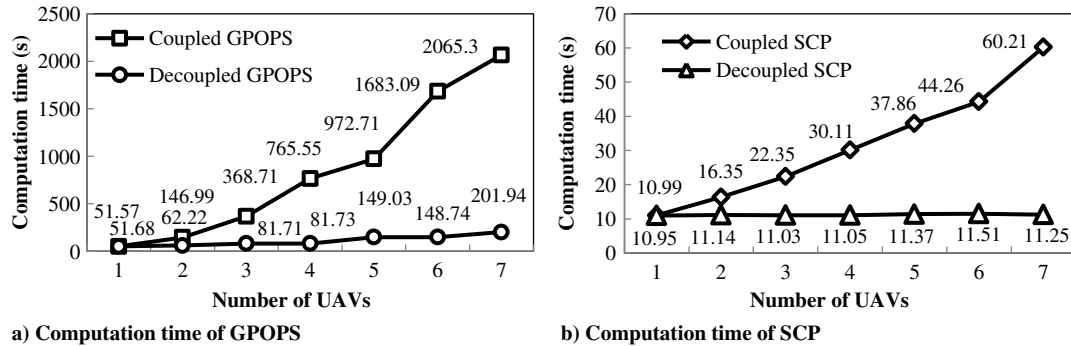 2500
2000
1500
1000
500
0
Computation time (s)
Coupled GPOPS
Decoupled GPOPS
51.57
146.99
368.71
765.55
972.71
1683.09
2065.3
51.68
62.22
81.71
81.73
149.03
148.74
201.94
1 2 3 4 5 6 7
Number of UAVs
a) Computation time of GPOPS
70
60
50
40
30
20
10
0
Computation time (s)
Coupled SCP
Decoupled SCP
10.99
16.35
22.35
30.11
37.86
44.26
60.21
10.95 11.14 11.03 11.05 11.37 11.51 11.25
1 2 3 4 5 6 7
Number of UAVs
b) Computation time of SCP